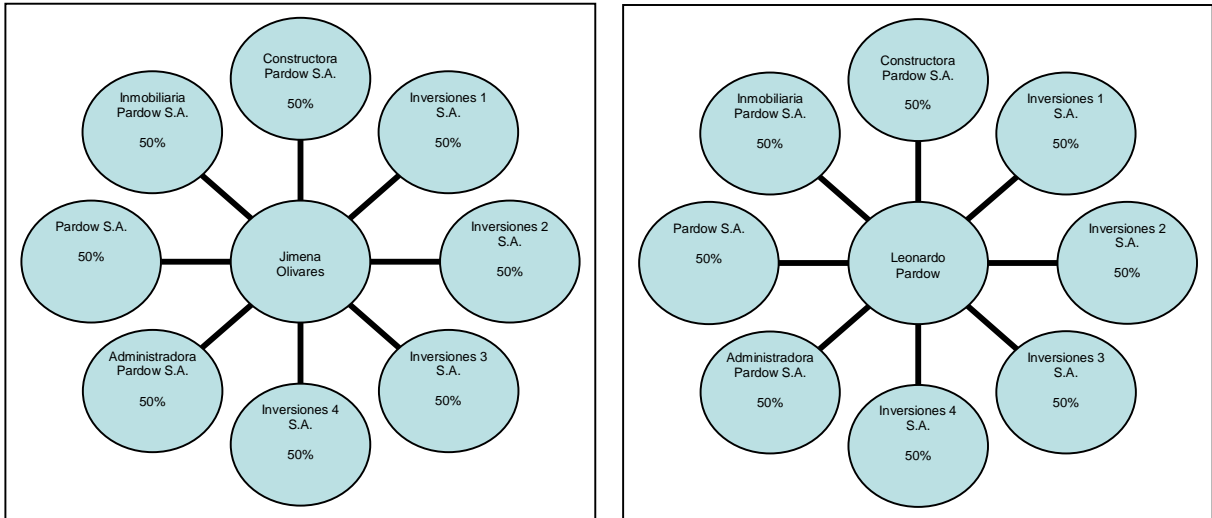 Constructora
Pardow S.A.
50%
Inmobiliaria
Pardow S.A.
50%
Inversiones 1
S.A.
50%
Pardow S.A.
50%
Jimena
Olivares
Inversiones 2
S.A.
50%
Administradora
Pardow S.A.
50%
Inversiones 3
S.A.
50%
Inversiones 4
S.A.
50%
Constructora
Pardow S.A.
50%
Inmobiliaria
Pardow S.A.
50%
Inversiones 1
S.A.
50%
Pardow S.A.
50%
Leonardo
Pardow
Inversiones 2
S.A.
50%
Administradora
Pardow S.A.
50%
Inversiones 3
S.A.
50%
Inversiones 4
S.A.
50%